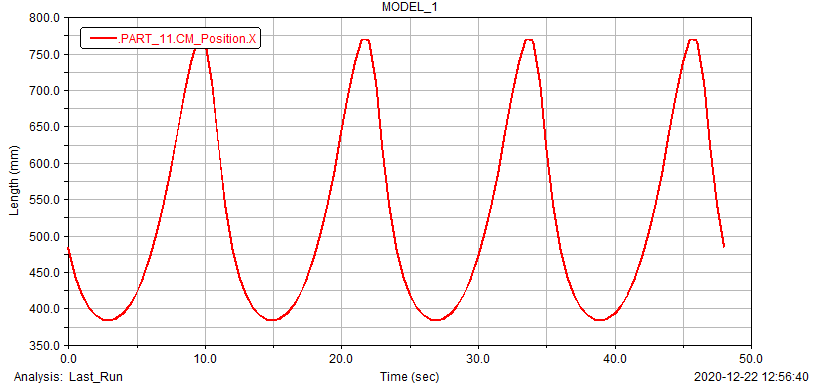 MODEL_1
800.0
.PART_11.CM_Position.X
750.0
700.0
650.0
600.0
Length (mm)
550.0
500.0
450.0
400.0
350.0
0.0 10.0 20.0 30.0 40.0 50.0
Analysis: Last_Run Time (sec) 2020-12-22 12:56:40